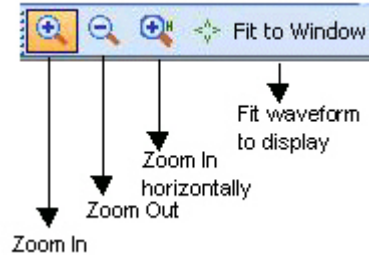 H
Fit to Window
Fit waveform
to display
Zoom In
horizontally
Zoom Out
Zoom In